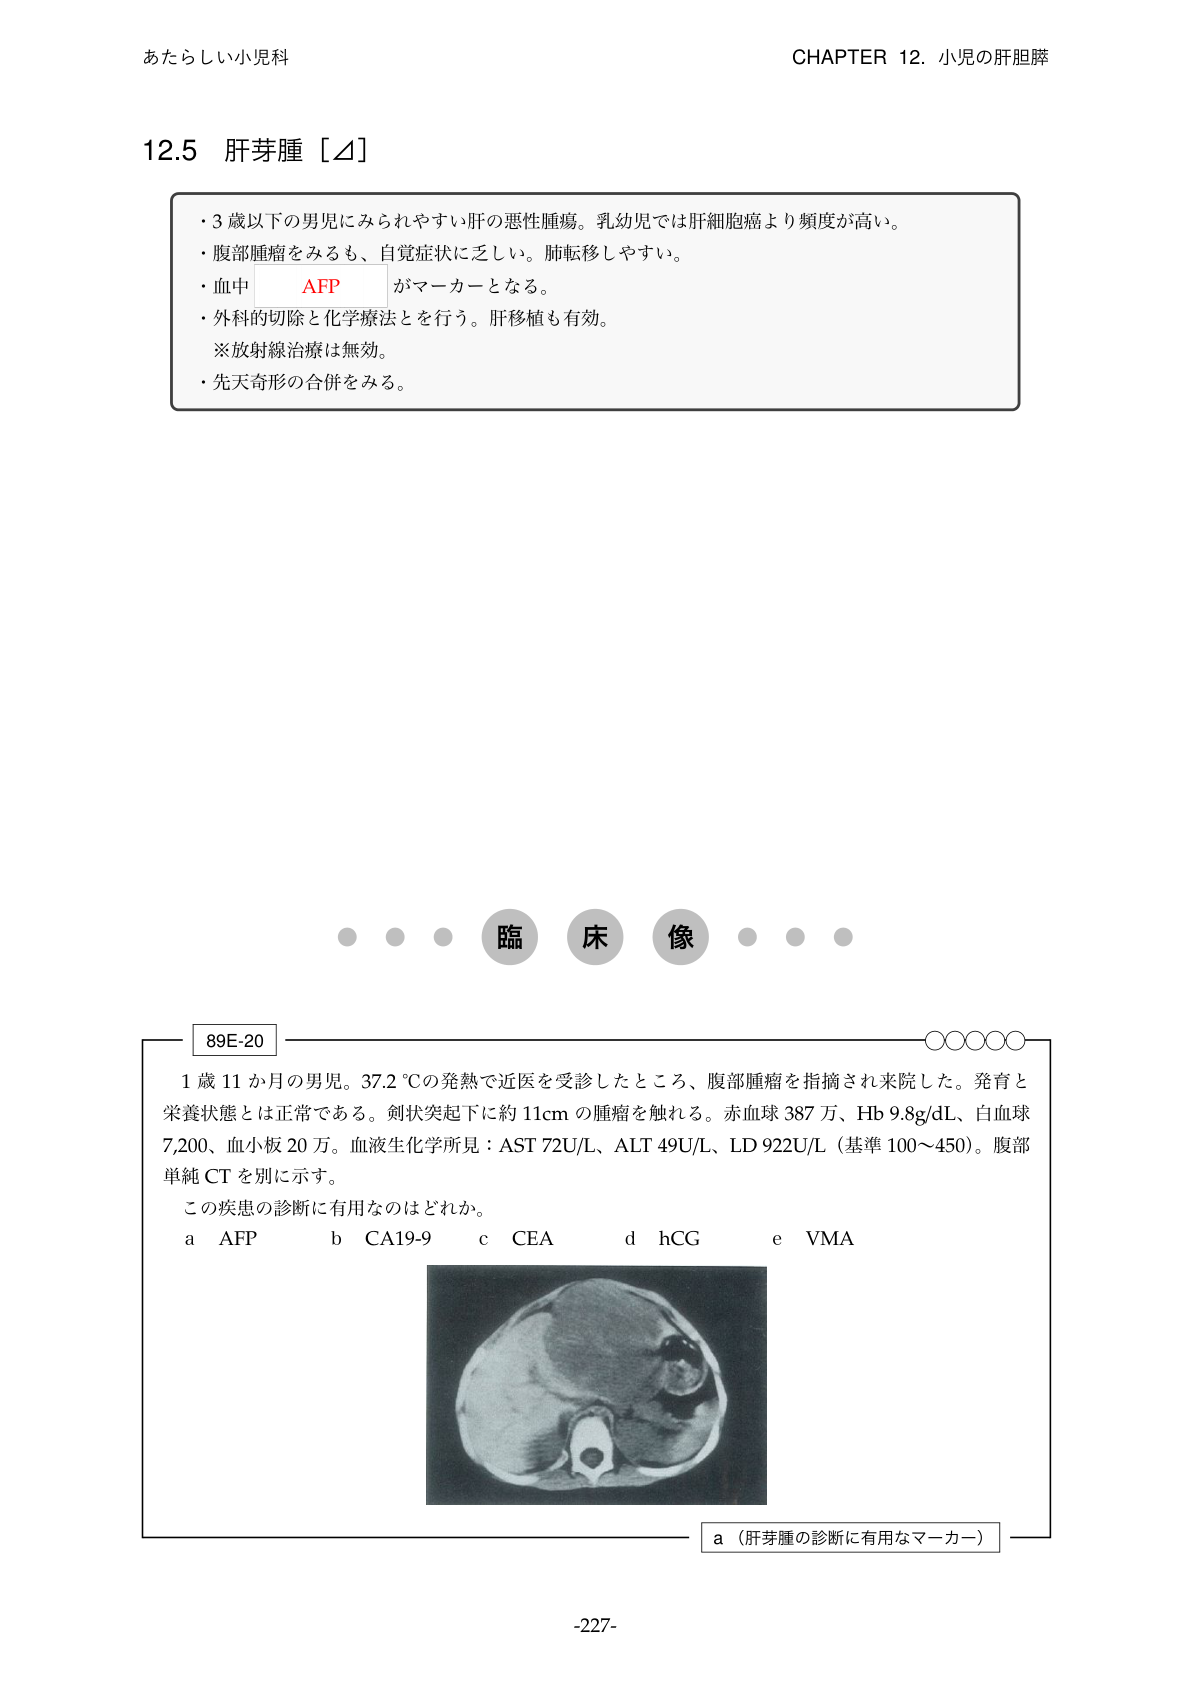 あたらしい小児科
CHAPTER 12. 小児の肝胆膵
12.5 肝芽腫［⊿］
・3 歳以下の男児にみられやすい肝の悪性腫瘍。乳幼児では肝細胞癌より頻度が高い。
・腹部腫瘤をみるも、自覚症状に乏しい。肺転移しやすい。
・血中 AFP がマーカーとなる。
・外科的切除と化学療法とを行う。肝移植も有効。
※放射線治療は無効。
・先天奇形の合併をみる。
臨 床 像
89E-20
1 歳 11 か月の男児。37.2 ℃の発熱で近医を受診したところ、腹部腫瘤を指摘され来院した。発育と
栄養状態とは正常である。剣状突起下に約 11cm の腫瘤を触れる。赤血球 387 万、Hb 9.8g/dL、白血球
7,200、血小板 20 万。血液生化学所見：AST 72U/L、ALT 49U/L、LD 922U/L（基準 100〜450）。腹部
単純 CT を別に示す。
この疾患の診断に有用なのはどれか。
a AFP b CA19-9 c CEA d hCG e VMA
a （肝芽腫の診断に有用なマーカー）
-227-